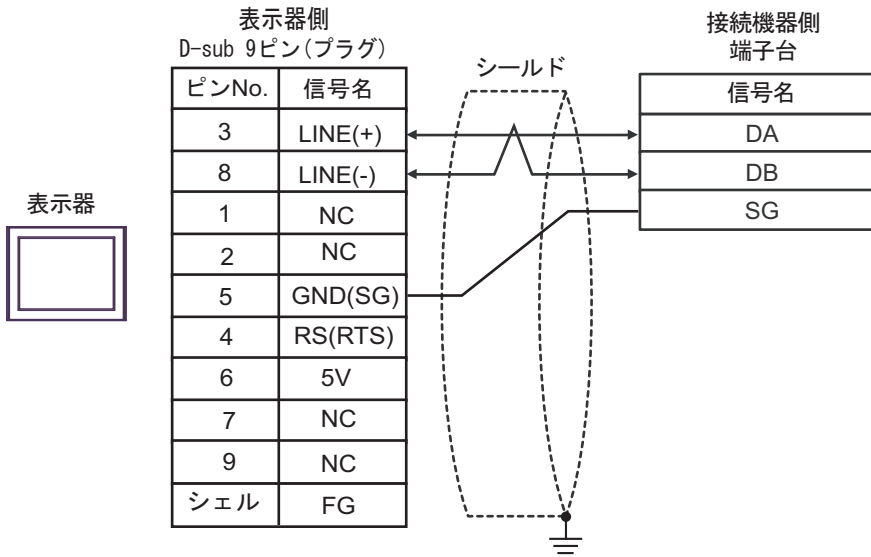 表示器側
D-sub 9ピン(プラグ)
接続機器側
端子台
シールド
ピンNo. 信号名
信号名
3 LINE(+)
DA
8 LINE(-)
DB
1 NC
SG
2 NC
5 GND(SG)
4 RS(RTS)
6 5V
7 NC
9 NC
シェル FG
表示器